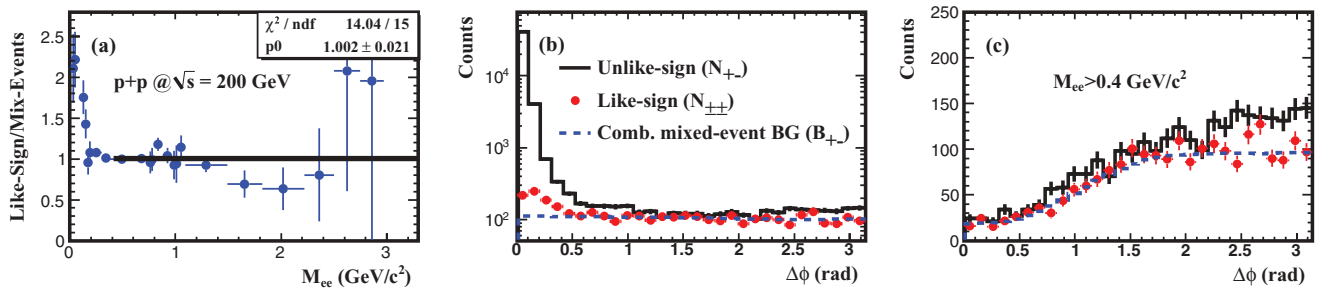 Like-Sign/Mix-Events
2.5
2
1.5
1
0.5
0
(a)
χ² / ndf 14.04 / 15
p0 1.002 ± 0.021
p+p @√s = 200 GeV
0 1 2 3
M_ee (GeV/c²)
Counts
10⁴
10³
10²
(b)
Unlike-sign (N₊₋)
Like-sign (N_±±)
Comb. mixed-event BG (B₊₋)
0 0.5 1 1.5 2 2.5 3
Δϕ (rad)
Counts
250
200
150
100
50
0
(c)
M_ee>0.4 GeV/c²
0 0.5 1 1.5 2 2.5 3
Δϕ (rad)